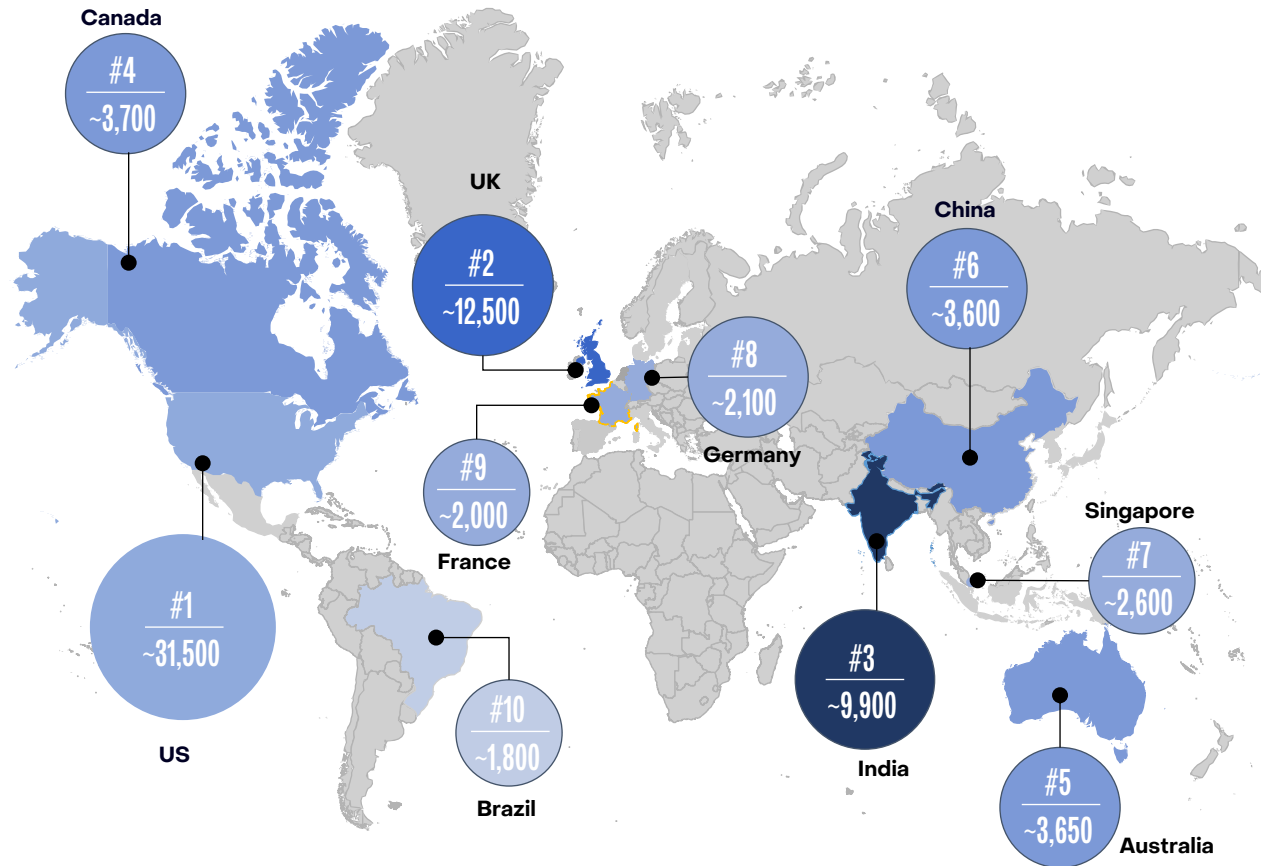 Canada
#4
~3,700
UK
#2
~12,500
China
#6
~3,600
#8
~2,100
Germany
#9
~2,000
France
Singapore
#7
~2,600
#1
~31,500
US
#3
~9,900
India
#10
~1,800
Brazil
#5
~3,650
Australia